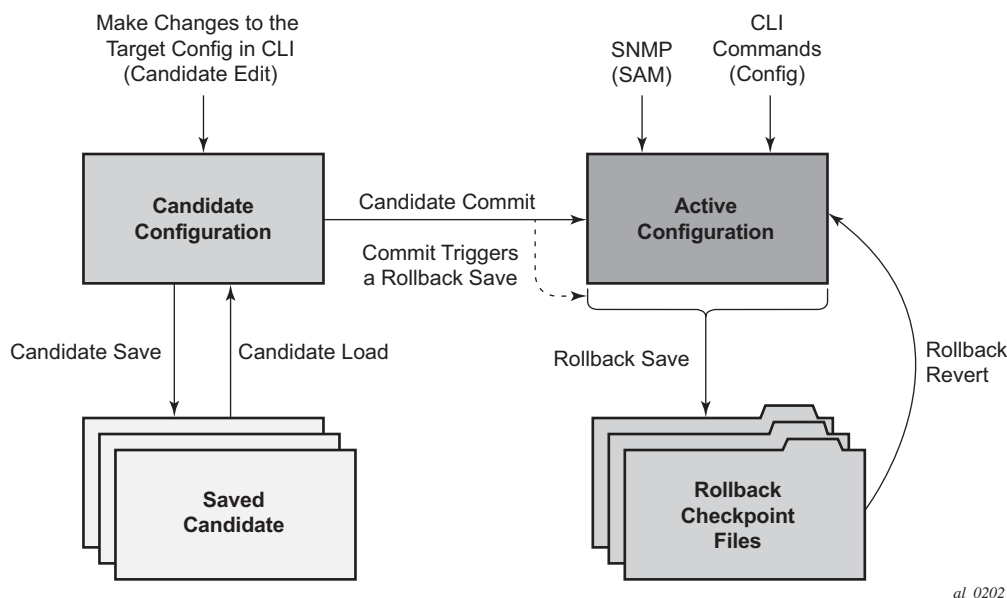 Make Changes to the
Target Config in CLI
(Candidate Edit)
SNMP
(SAM)
CLI
Commands
(Config)
Candidate
Configuration
Candidate Commit
Commit Triggers
a Rollback Save
Active
Configuration
Candidate Save
Candidate Load
Rollback Save
Rollback
Revert
Saved
Candidate
Rollback
Checkpoint
Files
al_0202